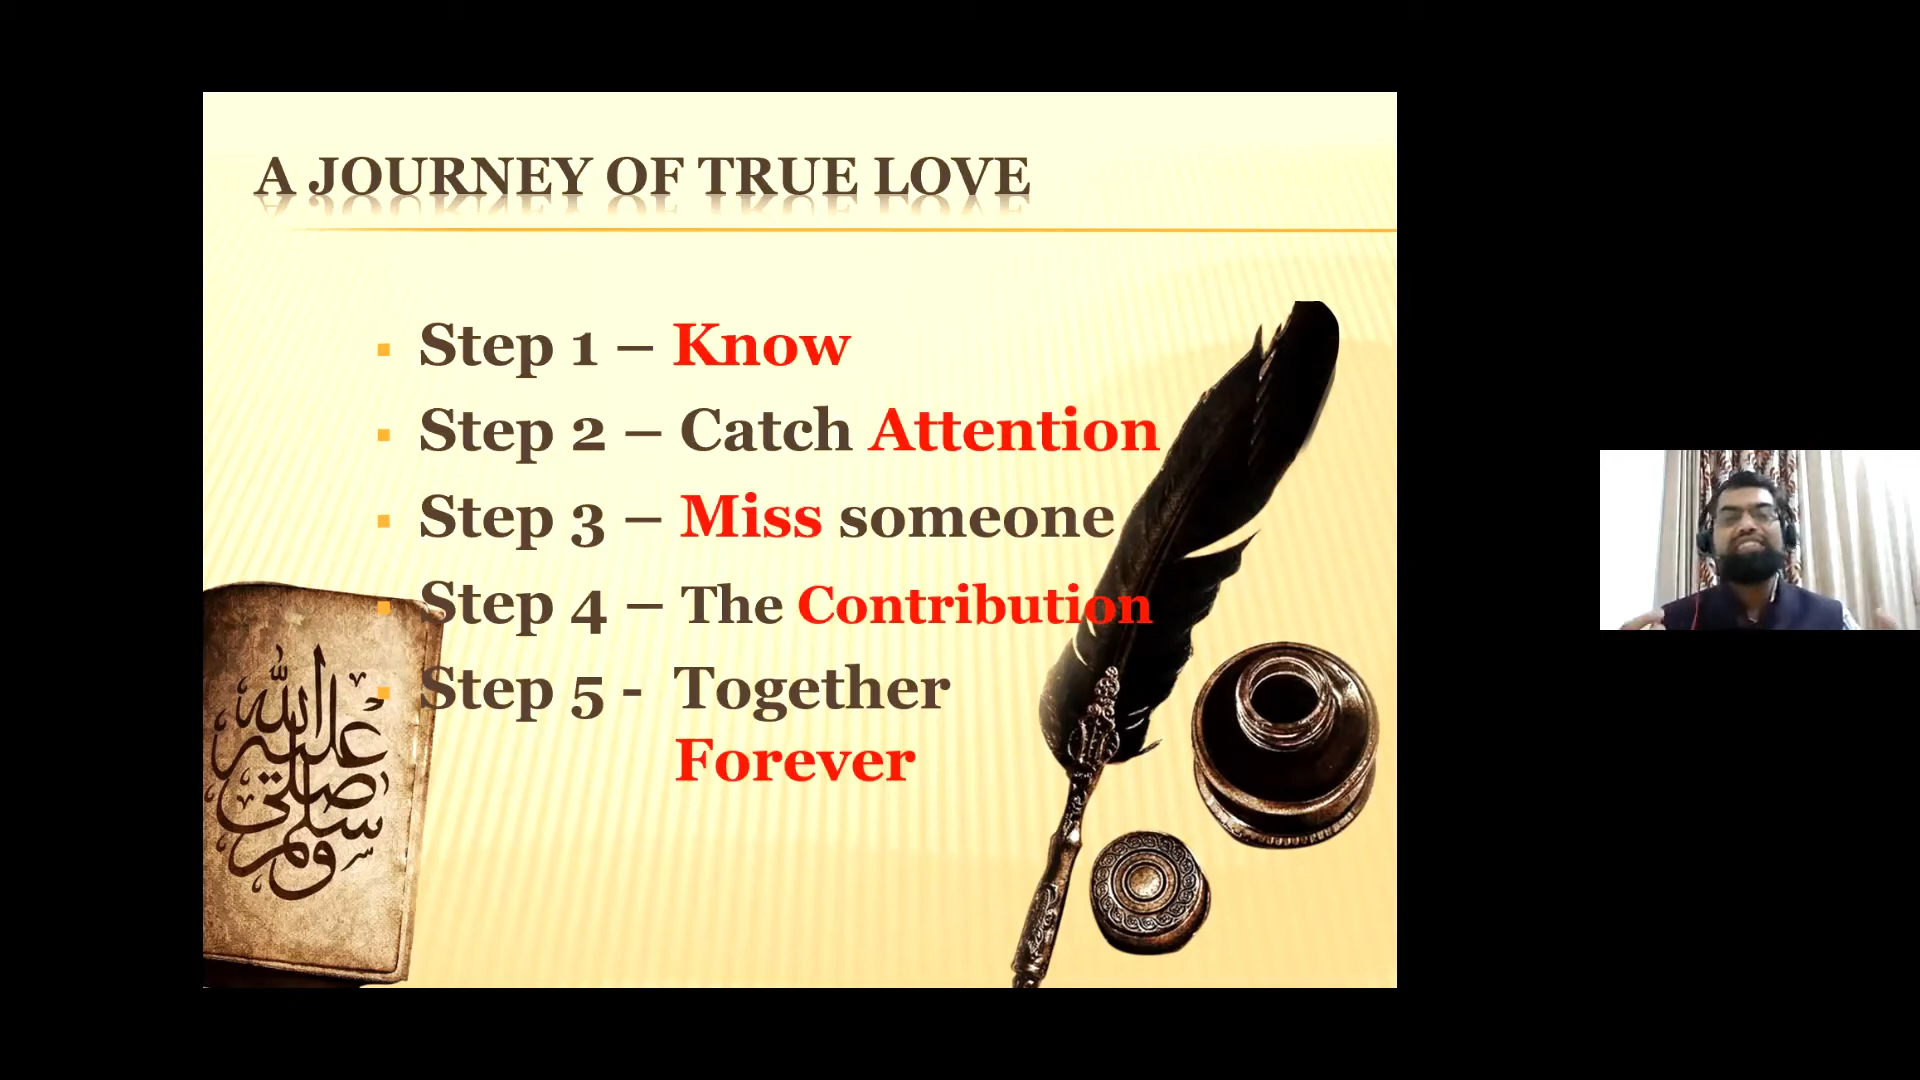 A JOURNEY OF TRUE LOVE
Step 1 – Know
Step 2 – Catch Attention
Step 3 – Miss someone
Step 4 – The Contribution
Step 5 - Together
Forever
صلى الله عليه وسلم